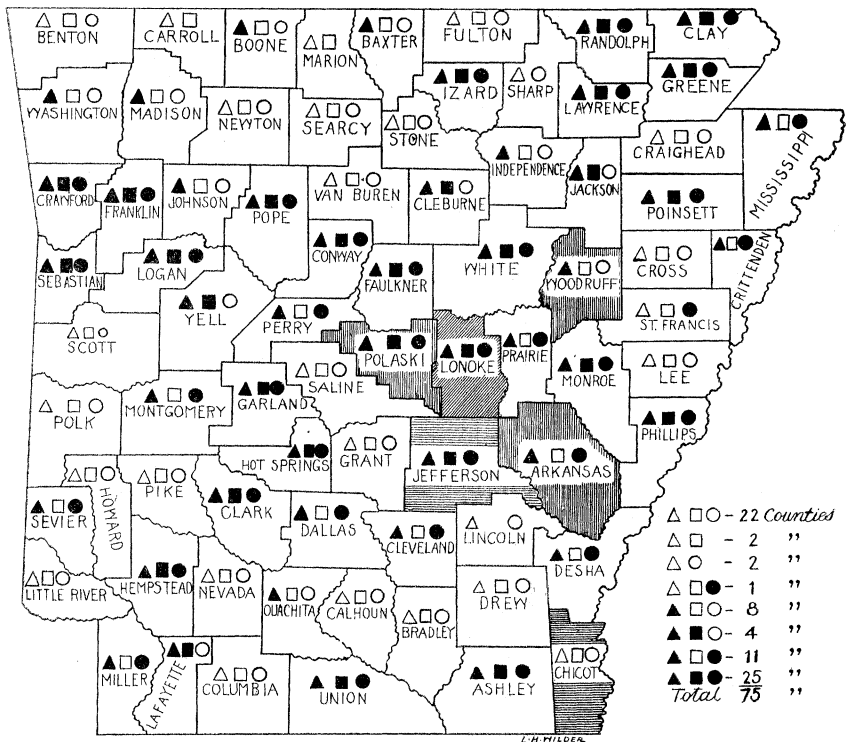 BENTON
CARROLL
BOONE
MARION
BAXTER
FULTON
RANDOLPH
CLAY
IZARD
SHARP
LAWRENCE
GREENE
WASHINGTON
MADISON
NEWTON
SEARCY
STONE
INDEPENDENCE
JACKSON
CRAIGHEAD
MISSISSIPPI
CRAWFORD
FRANKLIN
JOHNSON
POPE
VAN BUREN
CLEBURNE
POINSETT
SEBASTIAN
LOGAN
CONWAY
WHITE
WOODRUFF
CROSS
CRITTENDEN
FAULKNER
YELL
PERRY
ST. FRANCIS
SCOTT
POLASKI
LONOKE
PRAIRIE
MONROE
LEE
SALINE
POLK
MONTGOMERY
GARLAND
PHILLIPS
HOT SPRINGS
GRANT
JEFFERSON
ARKANSAS
HOWARD
PIKE
CLARK
SEVIER
DALLAS
CLEVELAND
LINCOLN
DESHA
LITTLE RIVER
HEMPSTEAD
NEVADA
OUACHITA
CALHOUN
BRADLEY
DREW
MILLER
LAFAYETTE
COLUMBIA
UNION
ASHLEY
CHICOT
- 22 Counties
- 2 "
- 2 "
- 1 "
- 8 "
- 4 "
- 11 "
- 25 "
Total 75 "
L.H. WILDER